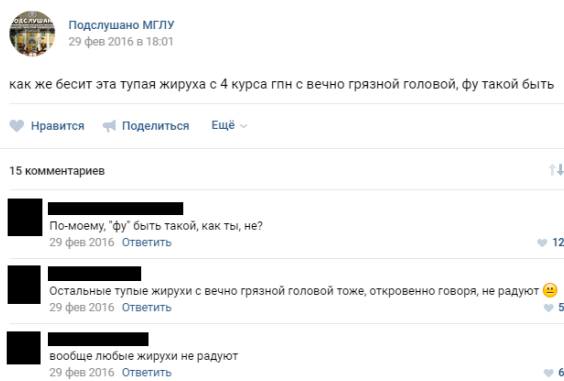 ПОДСЛУШАНО
Подслушано МГЛУ
29 фев 2016 в 18:01
как же бесит эта тупая жируха с 4 курса гпн с вечно грязной головой, фу такой быть
Нравится Поделиться Ещё
15 комментариев
По-моему, "фу" быть такой, как ты, не?
29 фев 2016 Ответить 12
Остальные тупые жирухи с вечно грязной головой тоже, откровенно говоря, не радуют 😐
29 фев 2016 Ответить 5
вообще любые жирухи не радуют
29 фев 2016 Ответить 6